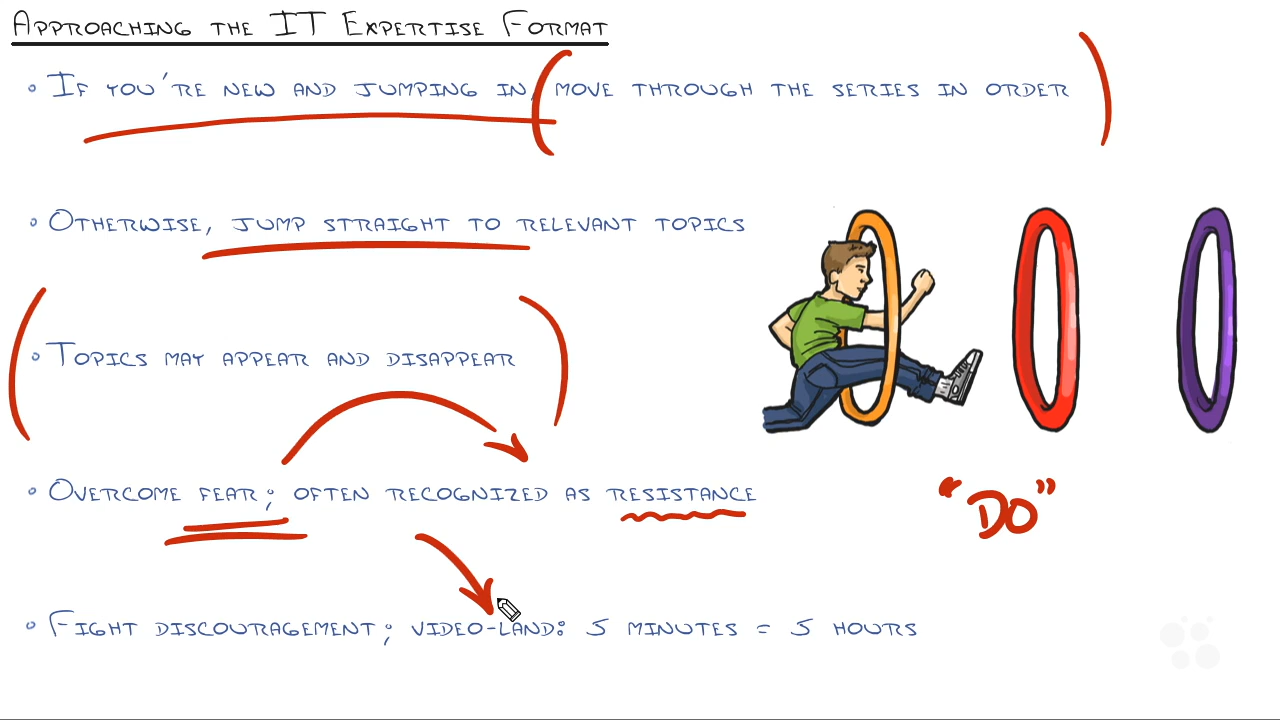 Approaching the IT Expertise Format
• If you're new and jumping in, move through the series in order
• Otherwise, jump straight to relevant topics
• Topics may appear and disappear
• Overcome fear; often recognized as resistance
"DO"
• Fight discouragement; video-land: 5 minutes = 5 hours